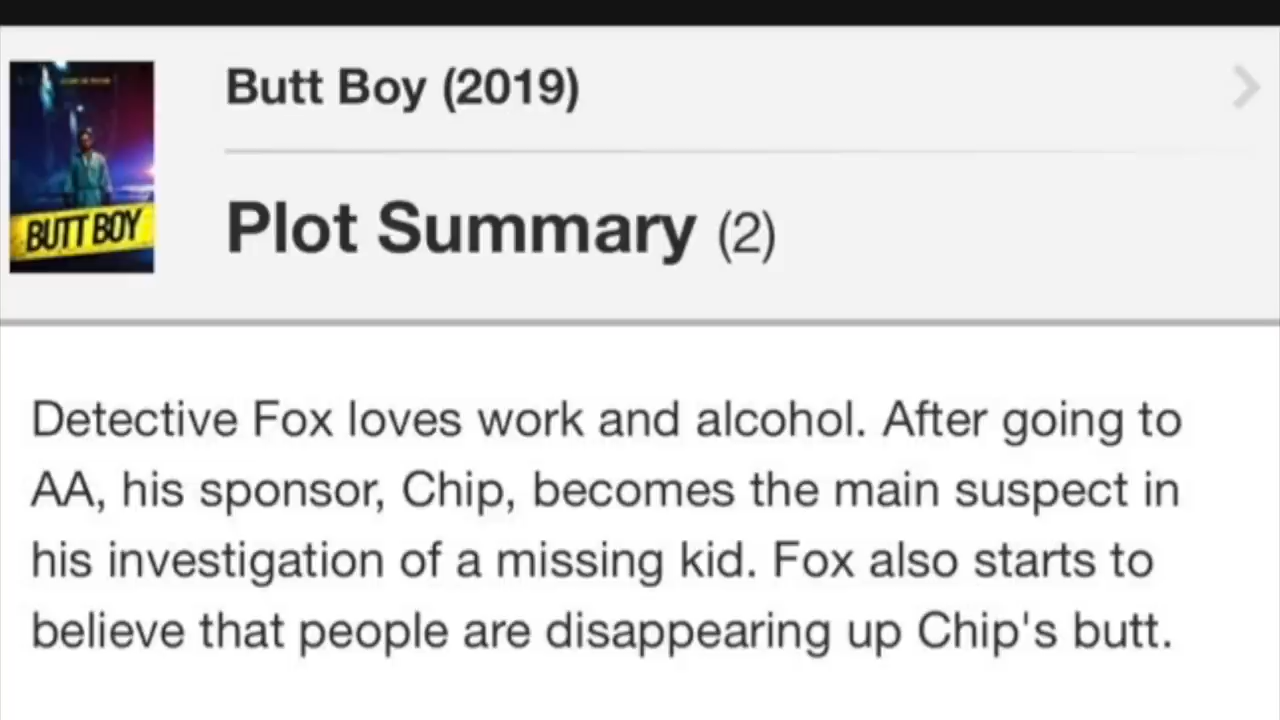 Butt Boy (2019)
Plot Summary (2)
BUTT BOY
Detective Fox loves work and alcohol. After going to
AA, his sponsor, Chip, becomes the main suspect in
his investigation of a missing kid. Fox also starts to
believe that people are disappearing up Chip's butt.